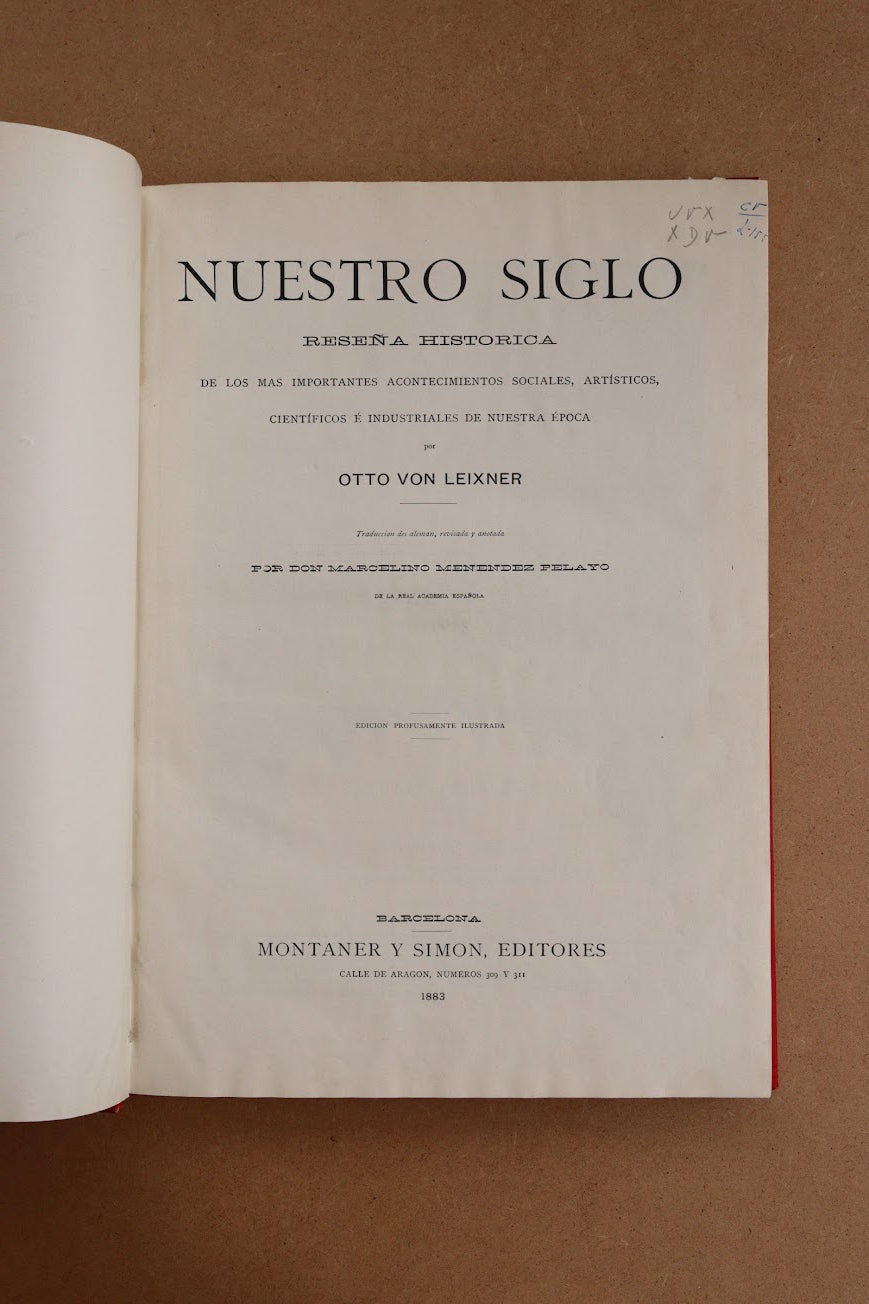 NUESTRO SIGLO
RESEÑA HISTORICA
DE LOS MAS IMPORTANTES ACONTECIMIENTOS SOCIALES, ARTÍSTICOS,
CIENTÍFICOS É INDUSTRIALES DE NUESTRA ÉPOCA
por
OTTO VON LEIXNER
Traduccion del aleman, revisada y anotada
POR DON MARCELINO MENENDEZ PELAYO
DE LA REAL ACADEMIA ESPAÑOLA
EDICION PROFUSAMENTE ILUSTRADA
BARCELONA
MONTANER Y SIMON, EDITORES
CALLE DE ARAGON, NUMEROS 309 Y 311
1883